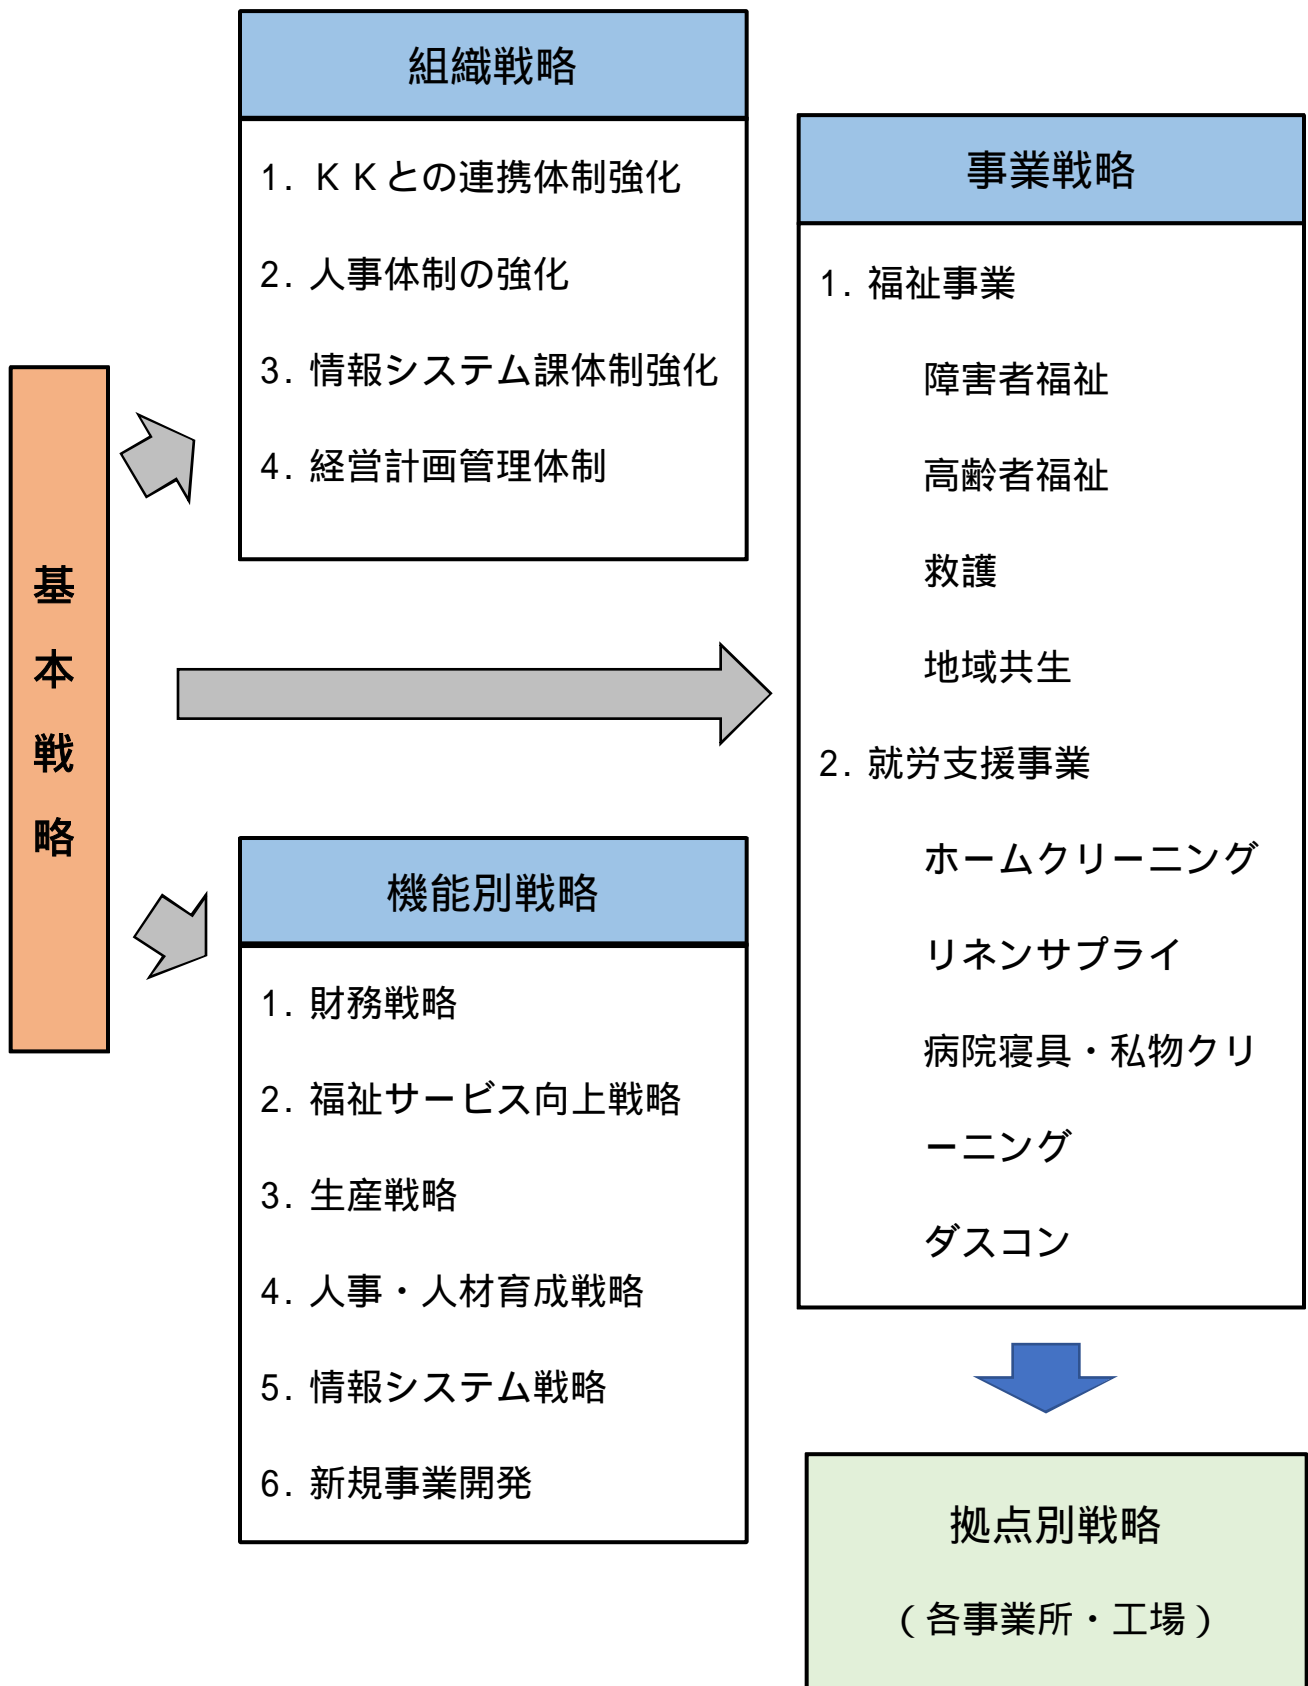 基
本
戦
略
組織戦略
1. ＫＫとの連携体制強化
2. 人事体制の強化
3. 情報システム課体制強化
4. 経営計画管理体制
機能別戦略
1. 財務戦略
2. 福祉サービス向上戦略
3. 生産戦略
4. 人事・人材育成戦略
5. 情報システム戦略
6. 新規事業開発
事業戦略
1. 福祉事業
障害者福祉
高齢者福祉
救護
地域共生
2. 就労支援事業
ホームクリーニング
リネンサプライ
病院寝具・私物クリ
ーニング
ダスコン
拠点別戦略
（各事業所・工場）